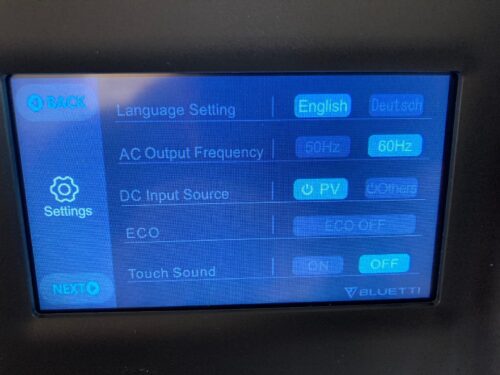 BACK
Language Setting English Deutsch
AC Output Frequency 50Hz 60Hz
DC Input Source PV Others
Settings
ECO ECO OFF
Touch Sound ON OFF
NEXT
BLUETTI